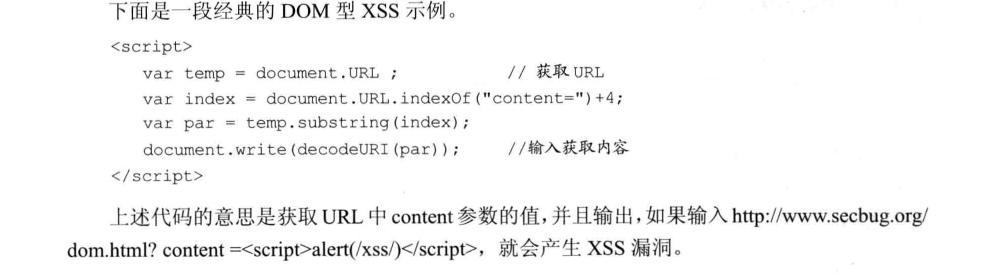 下面是一段经典的 DOM 型 XSS 示例。
<script>
var temp = document.URL ; // 获取 URL
var index = document.URL.indexOf("content=")+4;
var par = temp.substring(index);
document.write(decodeURI(par)); //输入获取内容
</script>
上述代码的意思是获取 URL 中 content 参数的值，并且输出，如果输入 http://www.secbug.org/
dom.html? content =<script>alert(/xss/)</script>，就会产生 XSS 漏洞。